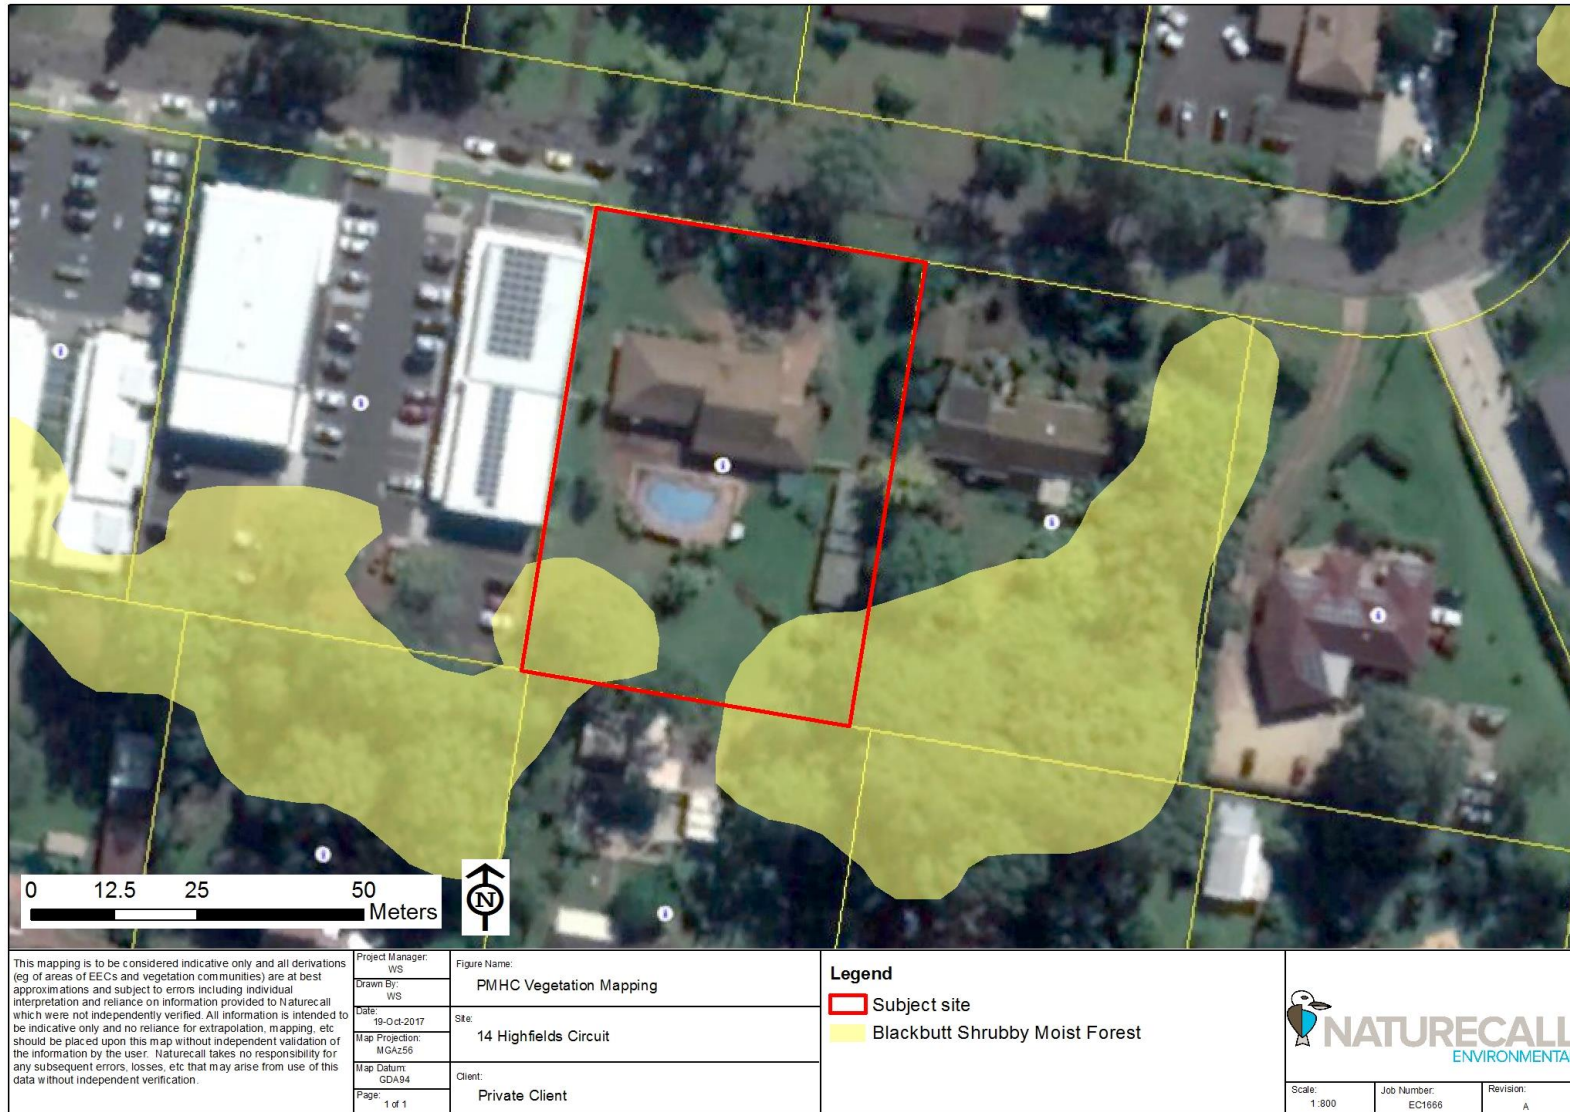 0 12.5 25 50
Meters
N
This mapping is to be considered indicative only and all derivations
(eg of areas of EECs and vegetation communities) are at best
approximations and subject to errors including individual
interpretation and reliance on information provided to Naturecall
which were not independently verified. All information is intended to
be indicative only and no reliance for extrapolation, mapping, etc
should be placed upon this map without independent validation of
the information by the user. Naturecall takes no responsibility for
any subsequent errors, losses, etc that may arise from use of this
data without independent verification.
Project Manager:
WS
Drawn By:
WS
Date:
19-Oct-2017
Map Projection:
MGAz56
Map Datum:
GDA94
Page:
1 of 1
Figure Name:
PMHC Vegetation Mapping
Site:
14 Highfields Circuit
Client:
Private Client
Legend
Subject site
Blackbutt Shrubby Moist Forest
NATURECALL
ENVIRONMENTA
Scale:
1:800
Job Number:
EC1666
Revision:
A